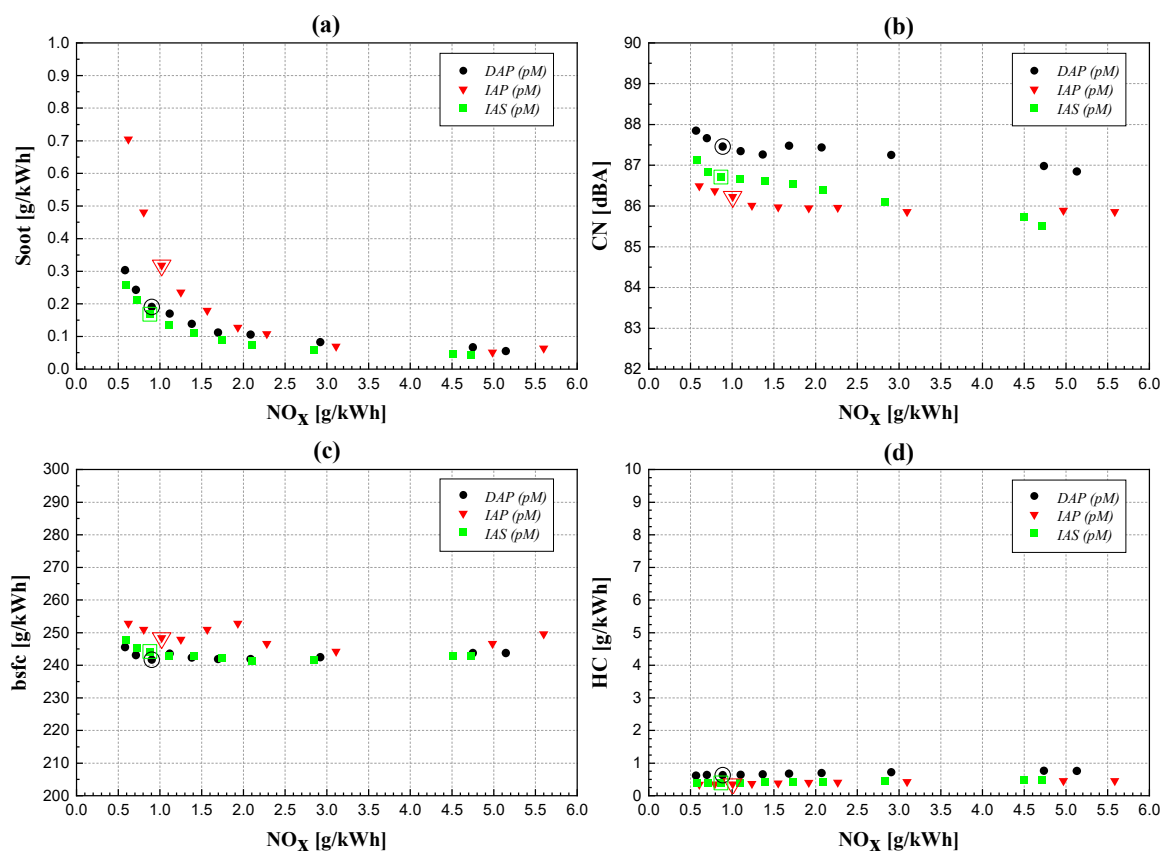 (a)
1.0
0.9
0.8
0.7
0.6
0.5
0.4
0.3
0.2
0.1
0.0
Soot [g/kWh]
DAP (pM)
IAP (pM)
IAS (pM)
0.0 0.5 1.0 1.5 2.0 2.5 3.0 3.5 4.0 4.5 5.0 5.5 6.0
NOX [g/kWh]
(b)
90
89
88
87
86
85
84
83
82
CN [dBA]
DAP (pM)
IAP (pM)
IAS (pM)
0.0 0.5 1.0 1.5 2.0 2.5 3.0 3.5 4.0 4.5 5.0 5.5 6.0
NOX [g/kWh]
(c)
300
290
280
270
260
250
240
230
220
210
200
bsfc [g/kWh]
DAP (pM)
IAP (pM)
IAS (pM)
0.0 0.5 1.0 1.5 2.0 2.5 3.0 3.5 4.0 4.5 5.0 5.5 6.0
NOX [g/kWh]
(d)
10
9
8
7
6
5
4
3
2
1
0
HC [g/kWh]
DAP (pM)
IAP (pM)
IAS (pM)
0.0 0.5 1.0 1.5 2.0 2.5 3.0 3.5 4.0 4.5 5.0 5.5 6.0
NOX [g/kWh]